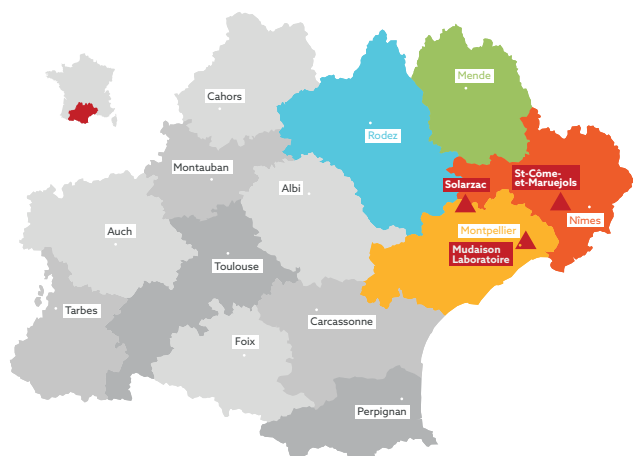 Mende
Cahors
Rodez
Montauban
St-Côme-
et-Maruejols
Solarzac
Albi
Nîmes
Auch
Montpellier
Mudaison
Laboratoire
Toulouse
Tarbes
Carcassonne
Foix
Perpignan